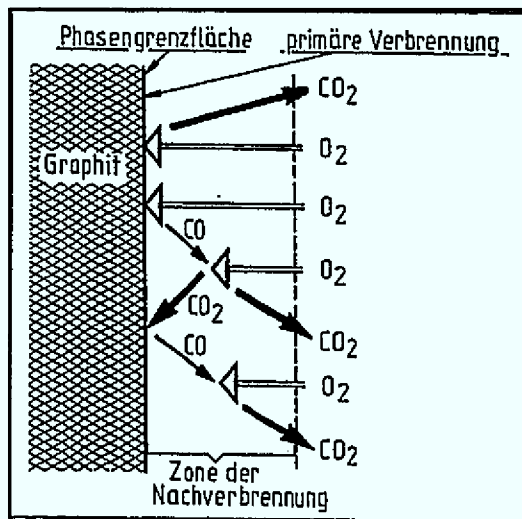 Phasengrenzfläche primäre Verbrennung
CO2
O2
Graphit
O2
CO
O2
CO2
CO2
CO
O2
CO2
Zone der
Nachverbrennung